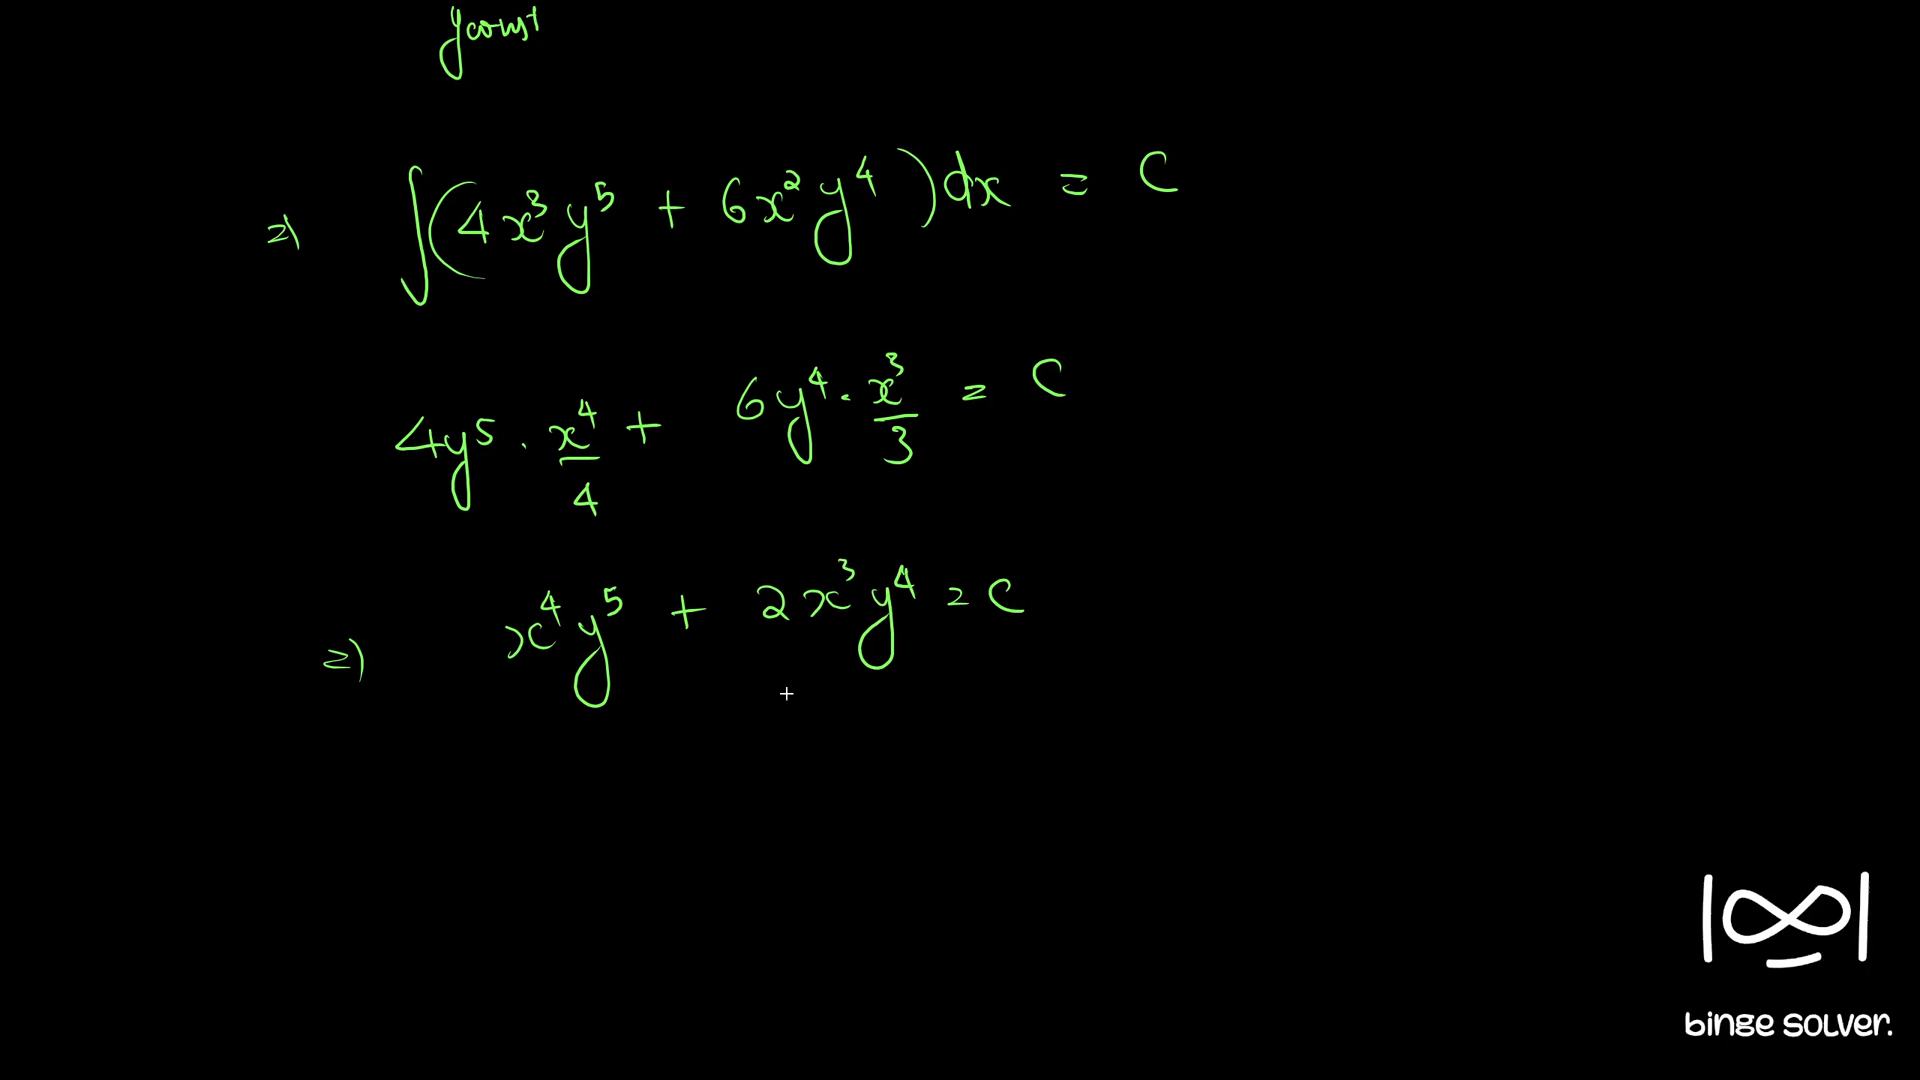 y const
⇒ ∫(4x³y⁵ + 6x²y⁴)dx = C
4y⁵ · x⁴/4 + 6y⁴ · x³/3 = C
⇒ x⁴y⁵ + 2x³y⁴ = C
binge solver.